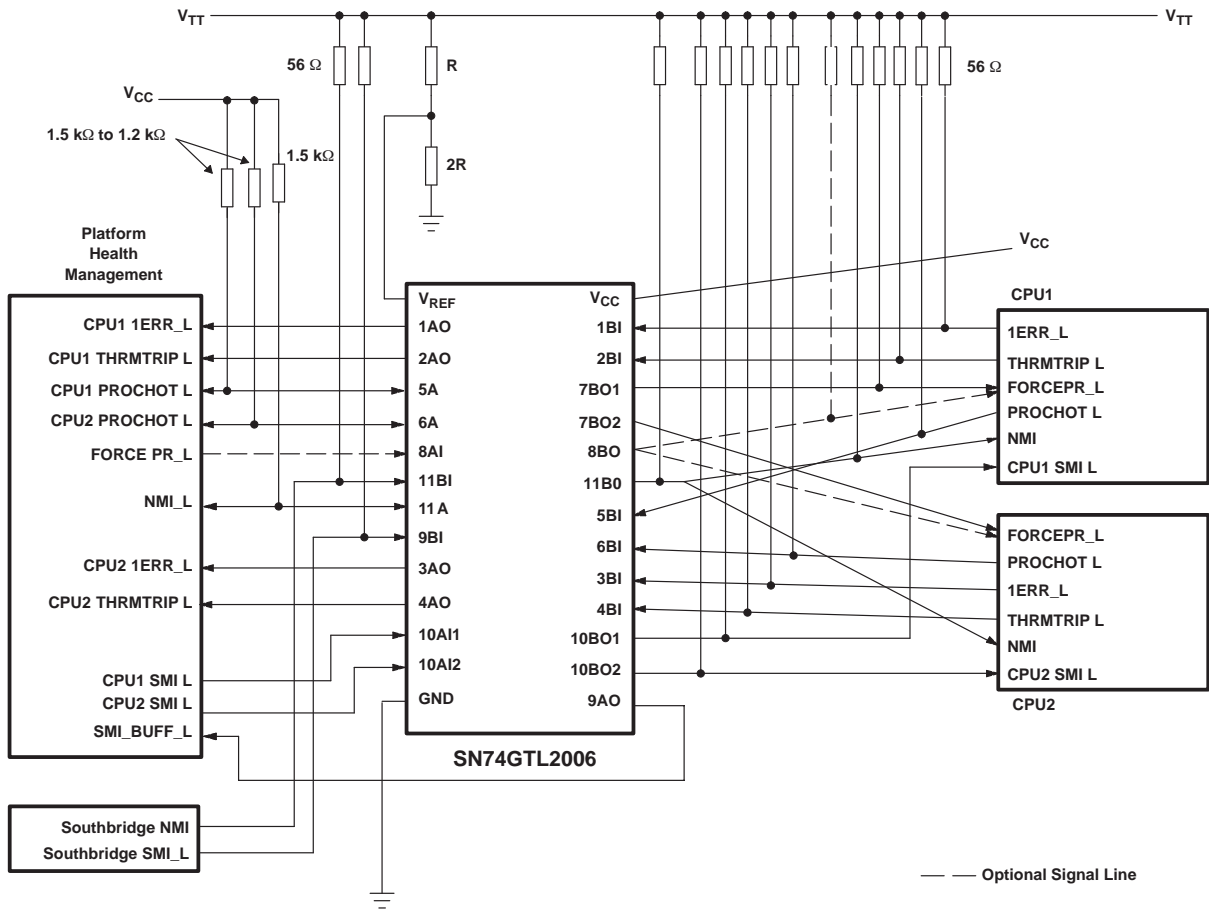 VTT
VTT
56 Ω
R
56 Ω
VCC
1.5 kΩ to 1.2 kΩ
1.5 kΩ
2R
Platform
Health
Management
VCC
CPU1
VREF
VCC
CPU1 1ERR_L
1AO
1BI
1ERR_L
CPU1 THRMTRIP L
2AO
2BI
THRMTRIP L
CPU1 PROCHOT L
5A
7BO1
FORCEPR_L
PROCHOT L
CPU2 PROCHOT L
6A
7BO2
NMI
FORCE PR_L
8AI
8BO
CPU1 SMI L
11BI
11B0
NMI_L
11A
5BI
9BI
6BI
FORCEPR_L
PROCHOT L
CPU2 1ERR_L
3AO
3BI
1ERR_L
CPU2 THRMTRIP L
4AO
4BI
THRMTRIP L
10AI1
10BO1
NMI
10AI2
10BO2
CPU2 SMI L
CPU1 SMI L
CPU2 SMI L
GND
9AO
CPU2
SMI_BUFF_L
SN74GTL2006
Southbridge NMI
Southbridge SMI_L
Optional Signal Line